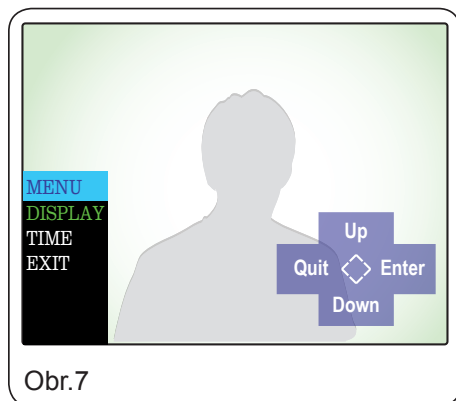 MENU
DISPLAY
TIME
EXIT
Up
Quit Enter
Down
Obr.7